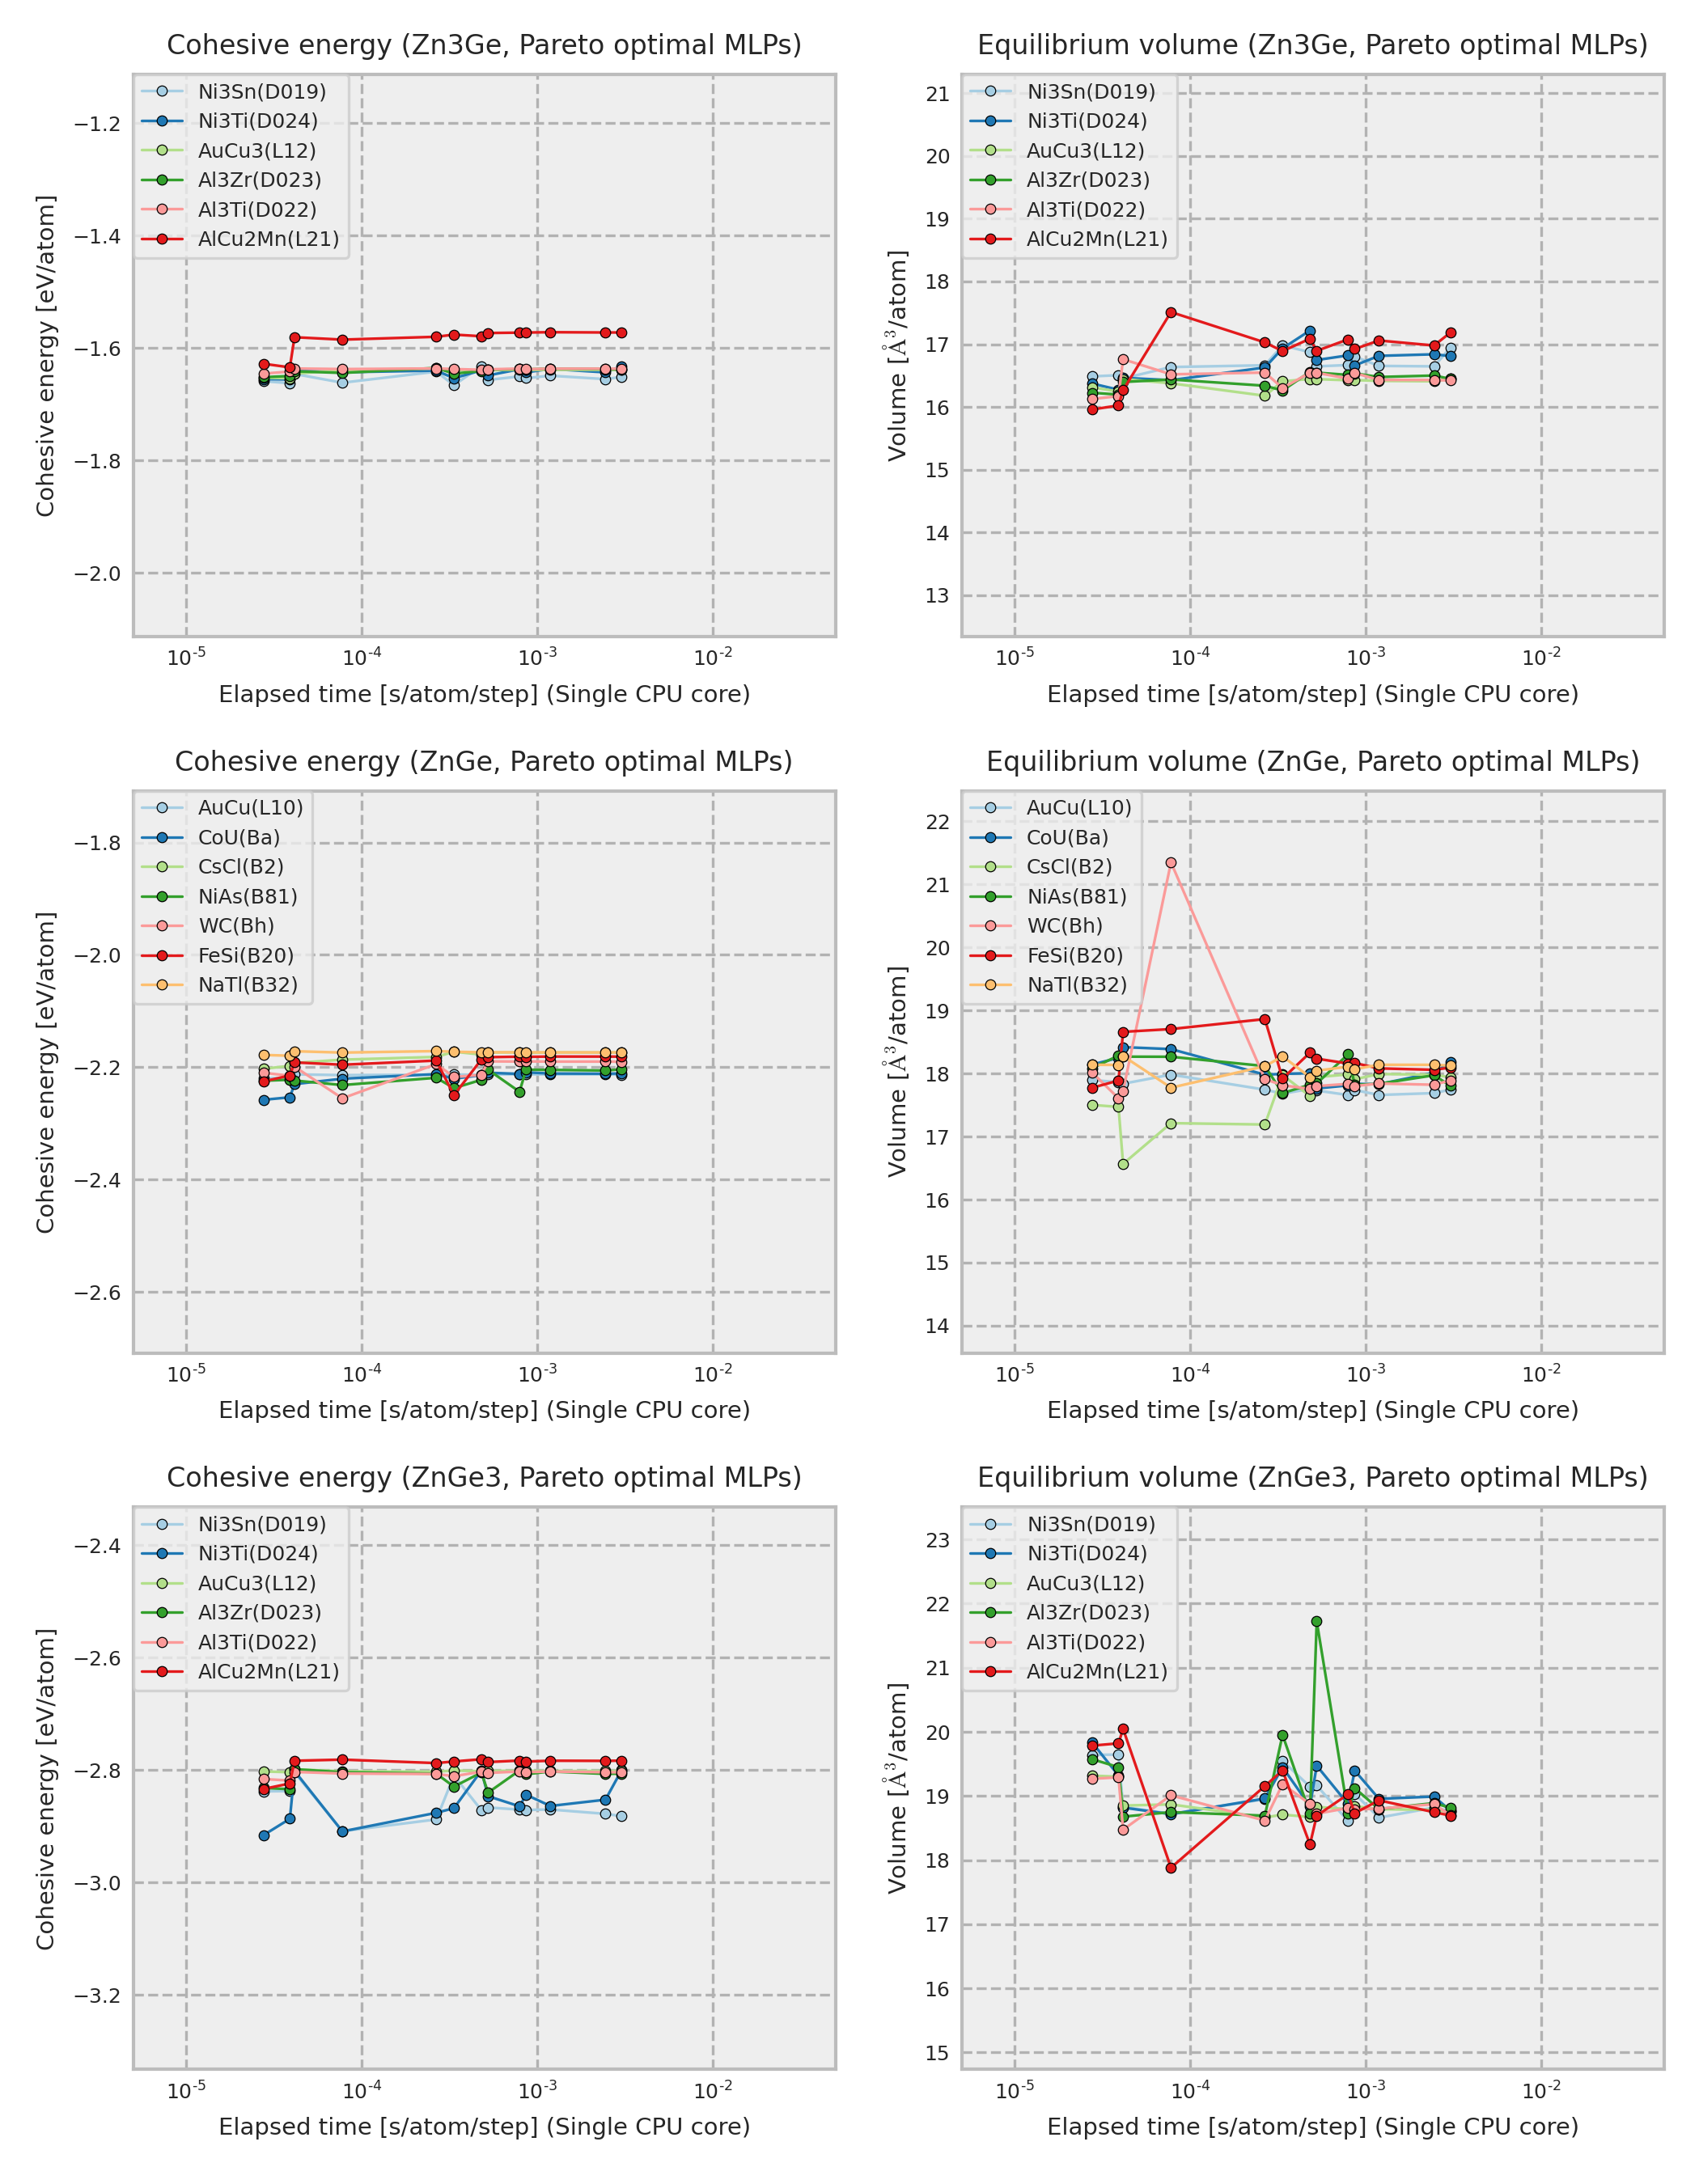 Cohesive energy (Zn3Ge, Pareto optimal MLPs)
Ni3Sn(D019)
Ni3Ti(D024)
AuCu3(L12)
Al3Zr(D023)
Al3Ti(D022)
AlCu2Mn(L21)
−1.2
−1.4
−1.6
−1.8
−2.0
Cohesive energy [eV/atom]
10⁻⁵ 10⁻⁴ 10⁻³ 10⁻²
Elapsed time [s/atom/step] (Single CPU core)
Equilibrium volume (Zn3Ge, Pareto optimal MLPs)
Ni3Sn(D019)
Ni3Ti(D024)
AuCu3(L12)
Al3Zr(D023)
Al3Ti(D022)
AlCu2Mn(L21)
21
20
19
18
17
16
15
14
13
Volume [Å³/atom]
10⁻⁵ 10⁻⁴ 10⁻³ 10⁻²
Elapsed time [s/atom/step] (Single CPU core)
Cohesive energy (ZnGe, Pareto optimal MLPs)
AuCu(L10)
CoU(Ba)
CsCl(B2)
NiAs(B81)
WC(Bh)
FeSi(B20)
NaTl(B32)
−1.8
−2.0
−2.2
−2.4
−2.6
Cohesive energy [eV/atom]
10⁻⁵ 10⁻⁴ 10⁻³ 10⁻²
Elapsed time [s/atom/step] (Single CPU core)
Equilibrium volume (ZnGe, Pareto optimal MLPs)
AuCu(L10)
CoU(Ba)
CsCl(B2)
NiAs(B81)
WC(Bh)
FeSi(B20)
NaTl(B32)
22
21
20
19
18
17
16
15
14
Volume [Å³/atom]
10⁻⁵ 10⁻⁴ 10⁻³ 10⁻²
Elapsed time [s/atom/step] (Single CPU core)
Cohesive energy (ZnGe3, Pareto optimal MLPs)
Ni3Sn(D019)
Ni3Ti(D024)
AuCu3(L12)
Al3Zr(D023)
Al3Ti(D022)
AlCu2Mn(L21)
−2.4
−2.6
−2.8
−3.0
−3.2
Cohesive energy [eV/atom]
10⁻⁵ 10⁻⁴ 10⁻³ 10⁻²
Elapsed time [s/atom/step] (Single CPU core)
Equilibrium volume (ZnGe3, Pareto optimal MLPs)
Ni3Sn(D019)
Ni3Ti(D024)
AuCu3(L12)
Al3Zr(D023)
Al3Ti(D022)
AlCu2Mn(L21)
23
22
21
20
19
18
17
16
15
Volume [Å³/atom]
10⁻⁵ 10⁻⁴ 10⁻³ 10⁻²
Elapsed time [s/atom/step] (Single CPU core)